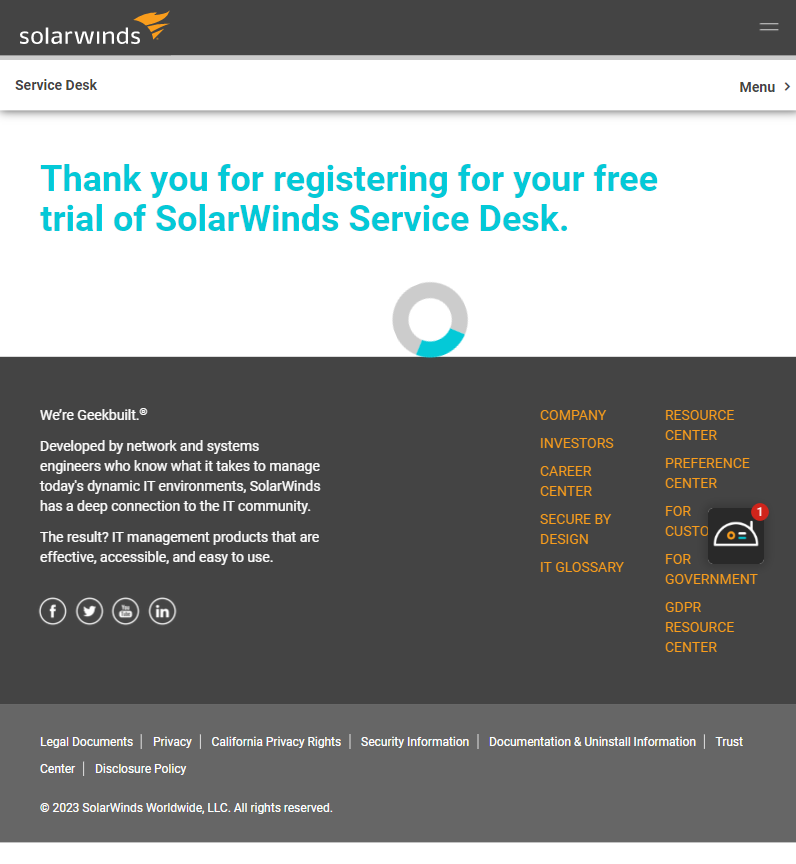 solarwinds
Service Desk
Menu
Thank you for registering for your free
trial of SolarWinds Service Desk.
We're Geekbuilt.®
Developed by network and systems
engineers who know what it takes to manage
today's dynamic IT environments, SolarWinds
has a deep connection to the IT community.
The result? IT management products that are
effective, accessible, and easy to use.
COMPANY
INVESTORS
CAREER
CENTER
SECURE BY
DESIGN
IT GLOSSARY
RESOURCE
CENTER
PREFERENCE
CENTER
FOR
CUSTO
1
FOR
GOVERNMENT
GDPR
RESOURCE
CENTER
f
You
Tube
in
Legal Documents | Privacy | California Privacy Rights | Security Information | Documentation & Uninstall Information | Trust
Center | Disclosure Policy
© 2023 SolarWinds Worldwide, LLC. All rights reserved.